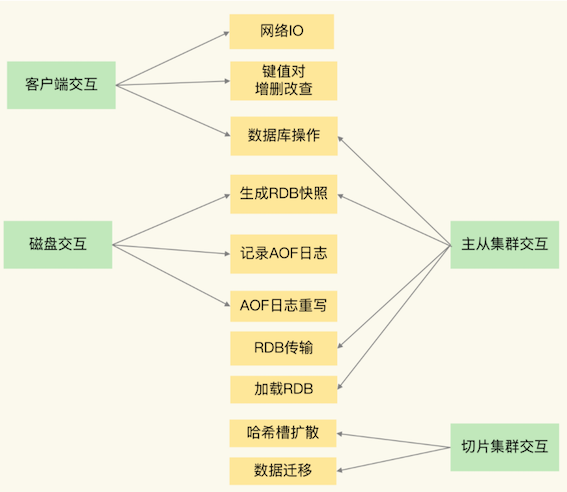 网络IO
客户端交互
键值对
增删改查
数据库操作
生成RDB快照
磁盘交互
记录AOF日志
主从集群交互
AOF日志重写
RDB传输
加载RDB
哈希槽扩散
切片集群交互
数据迁移